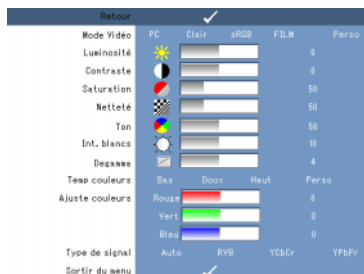 Retour
Mode Vidéo PC Clair sRGB FILM Perso
Luminosité 0
Contraste 0
Saturation 50
Netteté 50
Ton 50
Int. blancs 10
Degamma 4
Temp couleurs Bas Doux Haut Perso
Ajuste couleurs Rouge 0
Vert 0
Bleu 0
Type de signal Auto RVB YCbCr YPbPr
Sortir du menu